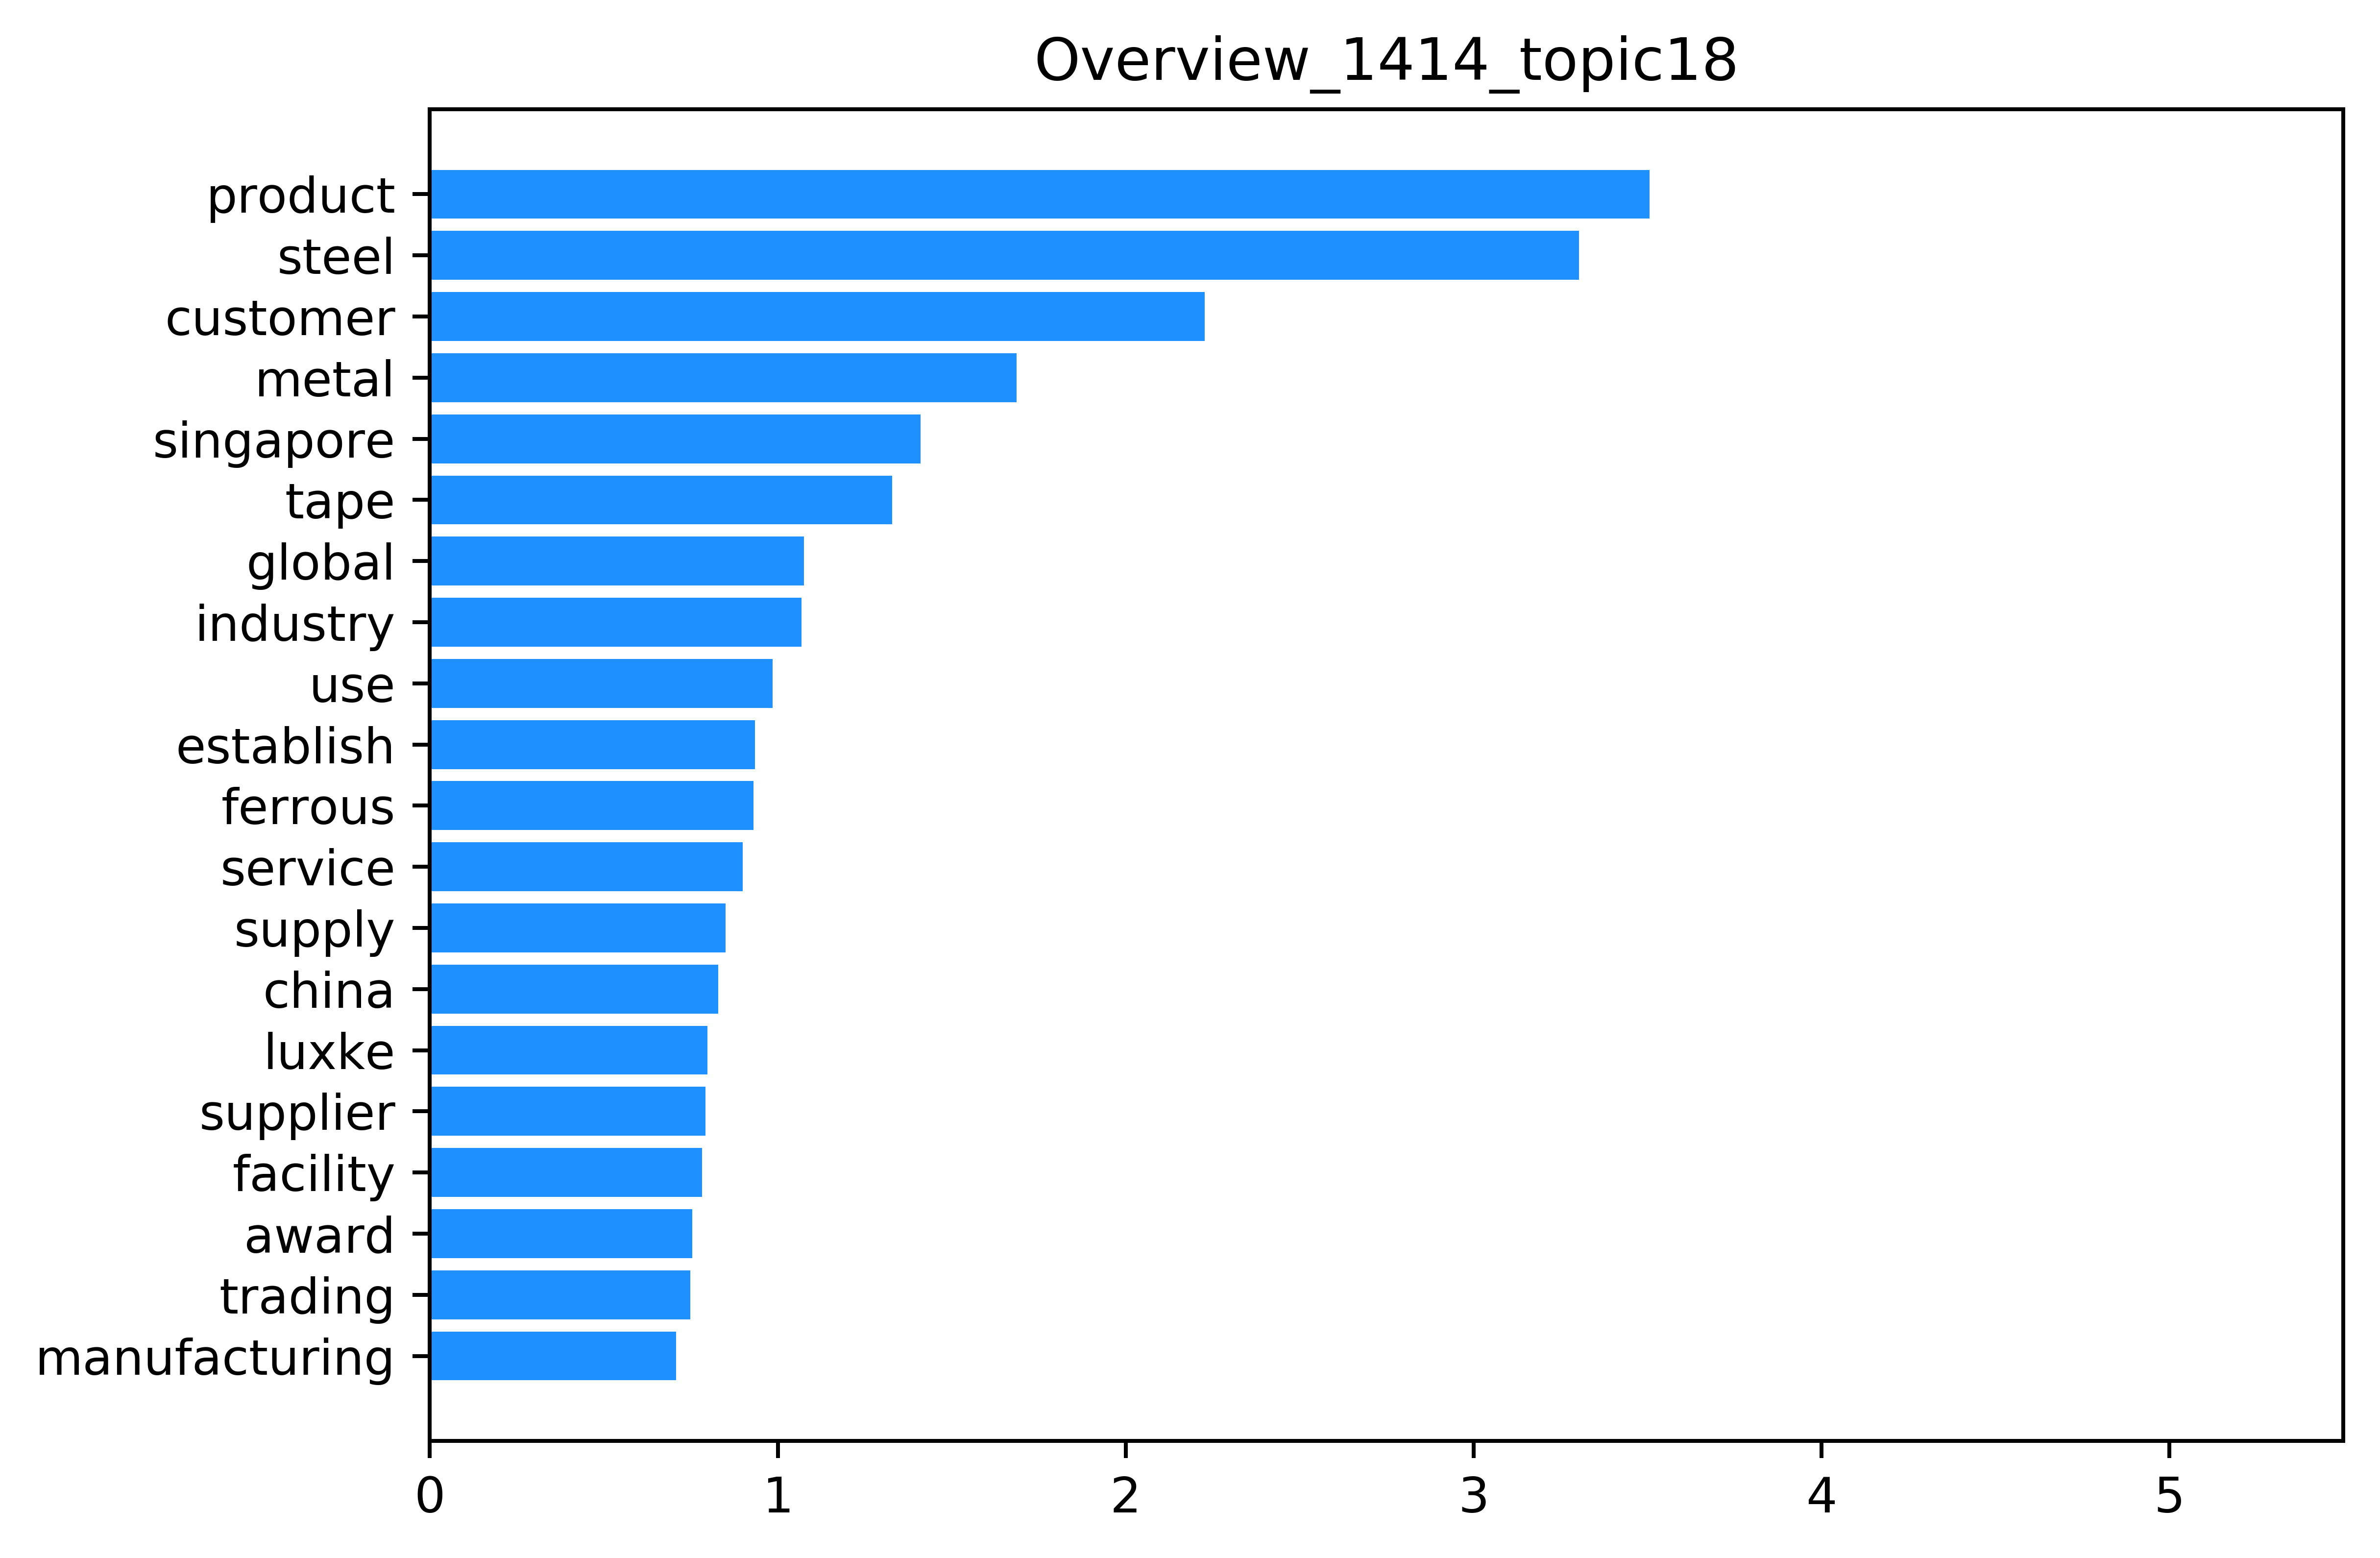 Overview_1414_topic18
product
steel
customer
metal
singapore
tape
global
industry
use
establish
ferrous
service
supply
china
luxke
supplier
facility
award
trading
manufacturing
0 1 2 3 4 5